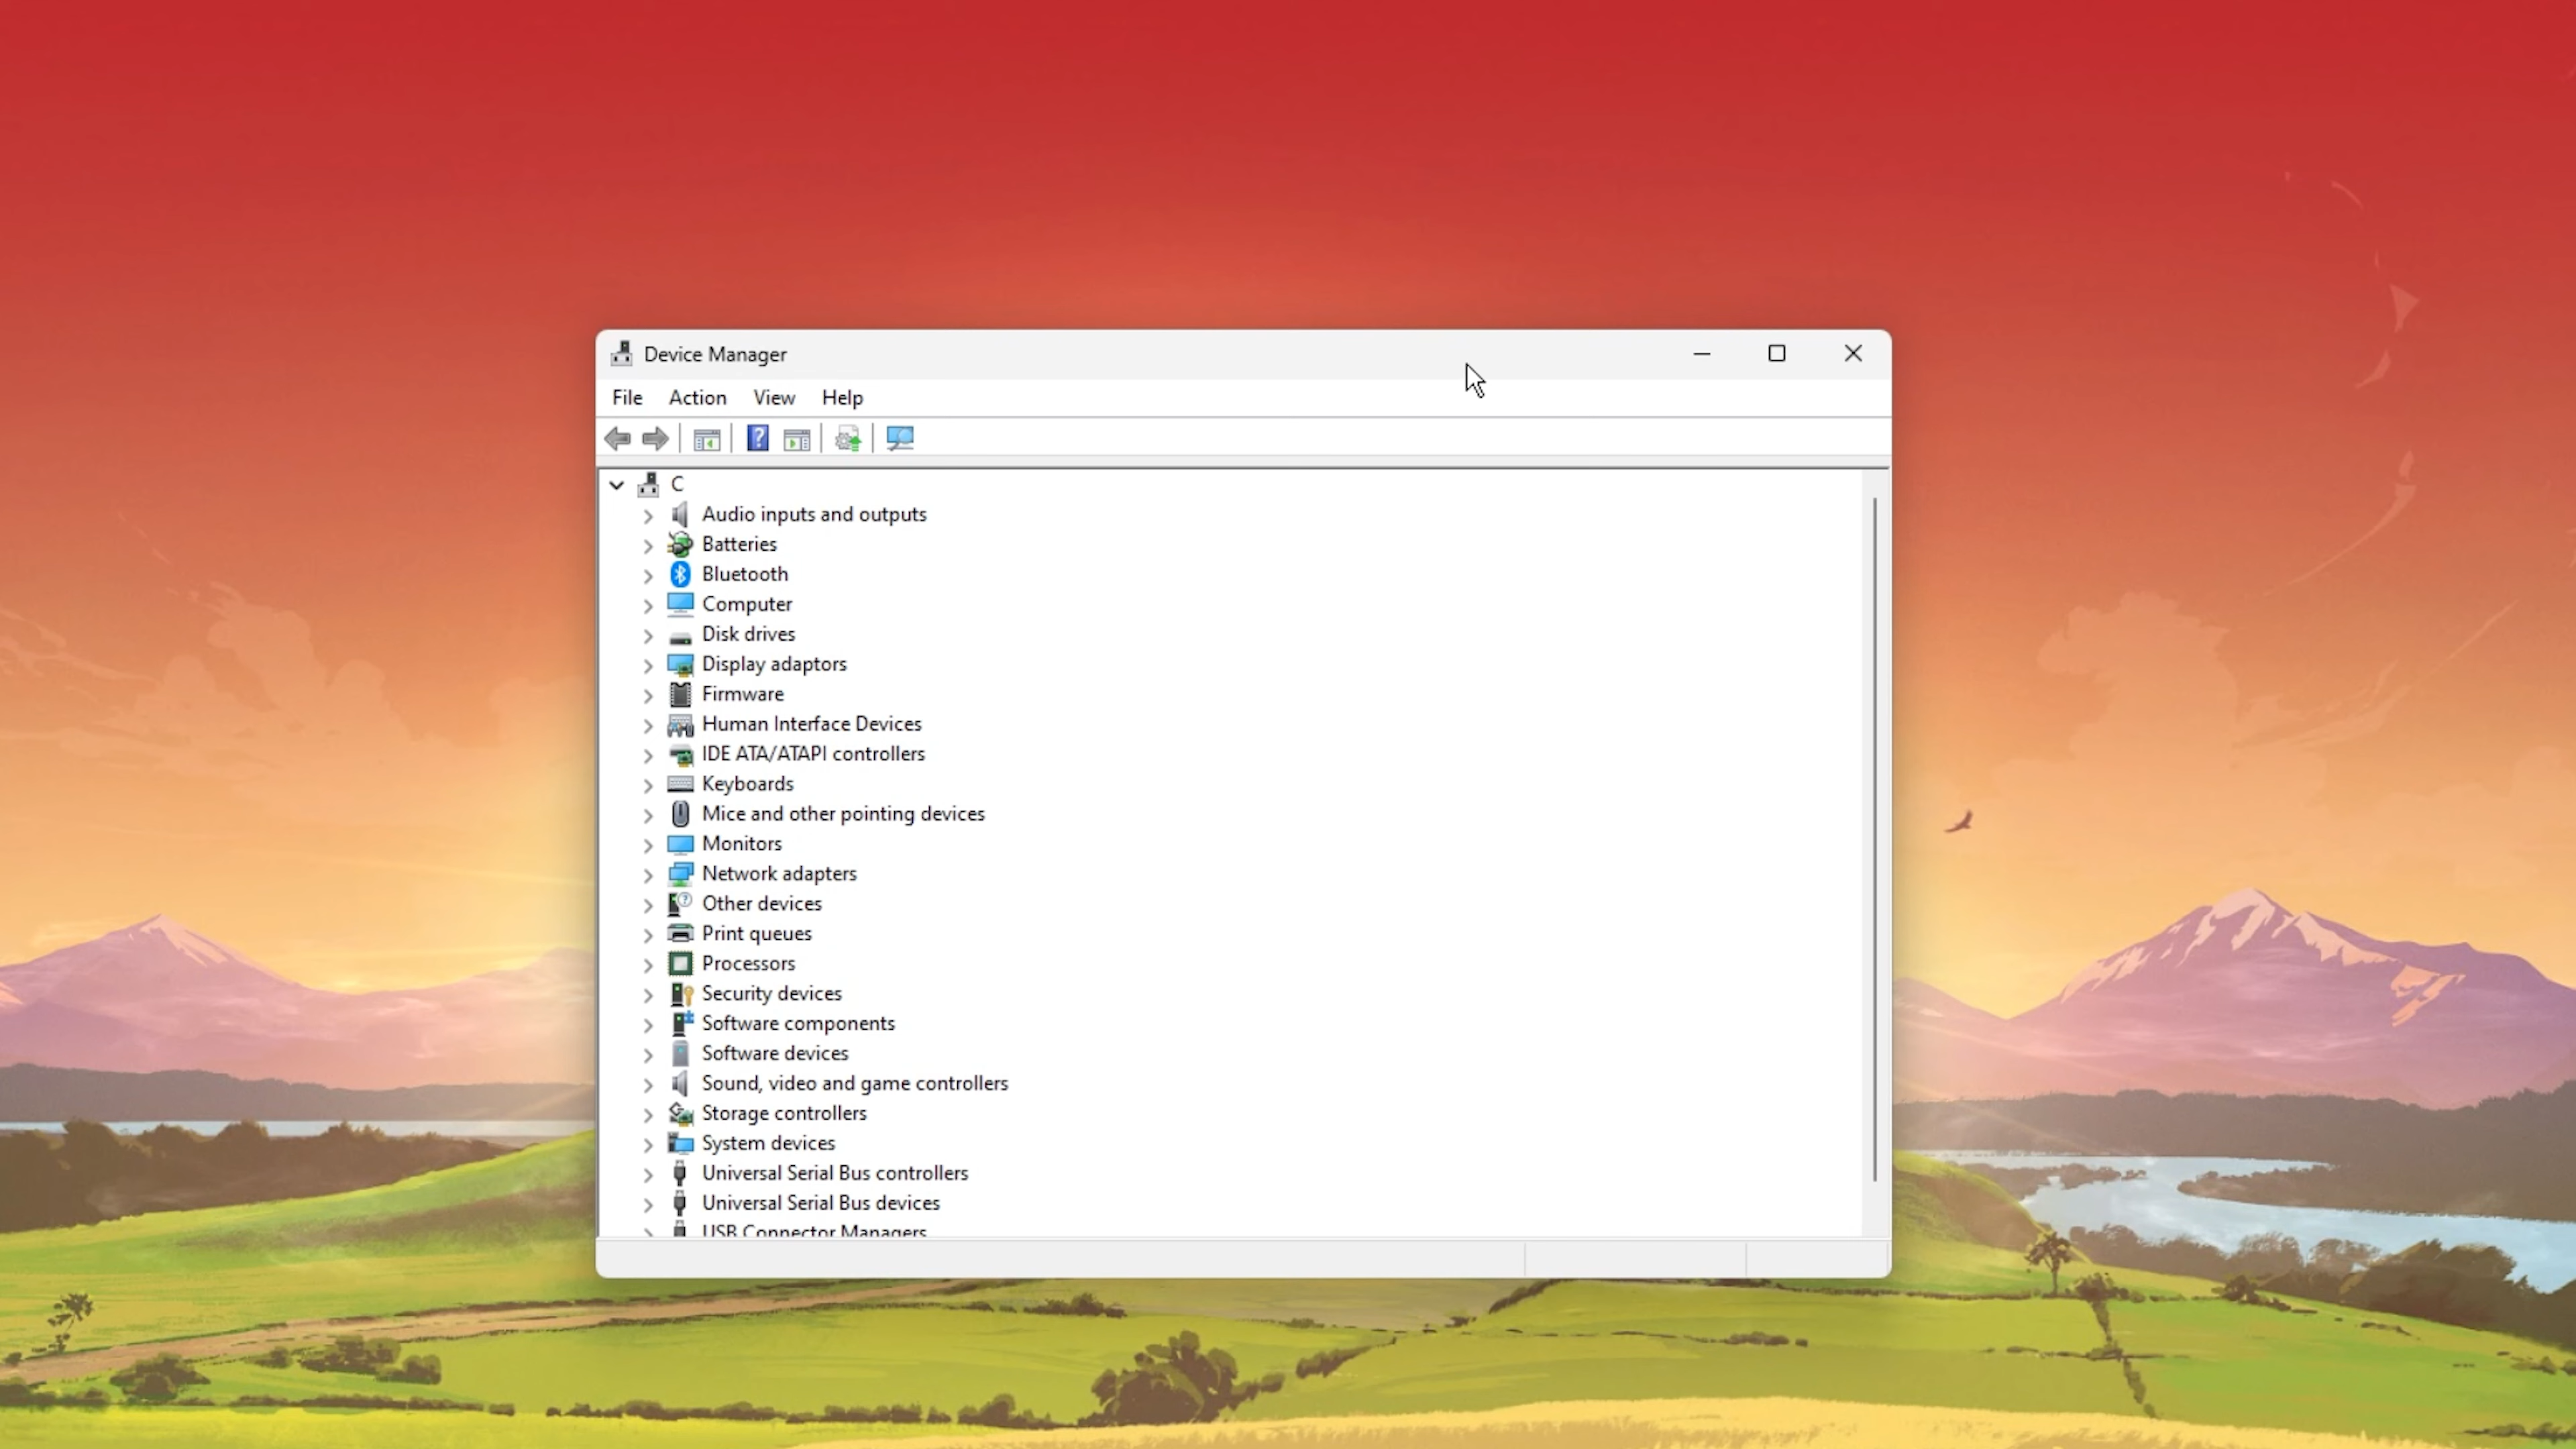 Device Manager
File Action View Help
C
Audio inputs and outputs
Batteries
Bluetooth
Computer
Disk drives
Display adaptors
Firmware
Human Interface Devices
IDE ATA/ATAPI controllers
Keyboards
Mice and other pointing devices
Monitors
Network adapters
Other devices
Print queues
Processors
Security devices
Software components
Software devices
Sound, video and game controllers
Storage controllers
System devices
Universal Serial Bus controllers
Universal Serial Bus devices
USB Connector Managers